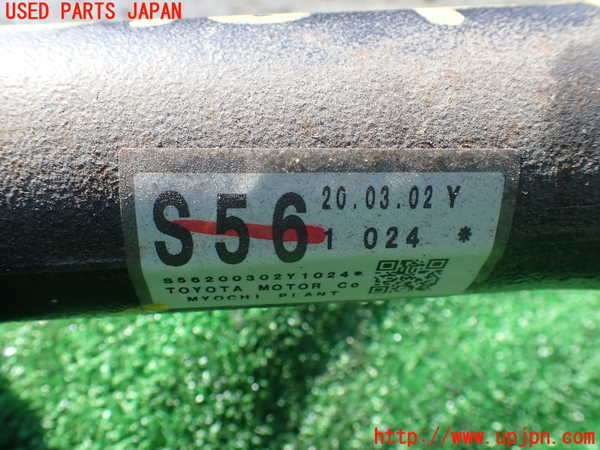 USED PARTS JAPAN
S56
20.03.02 Y
1 024 *
S56200302Y1024*
TOYOTA MOTOR Co
MYOCHI PLANT
http://www.upjpn.com/